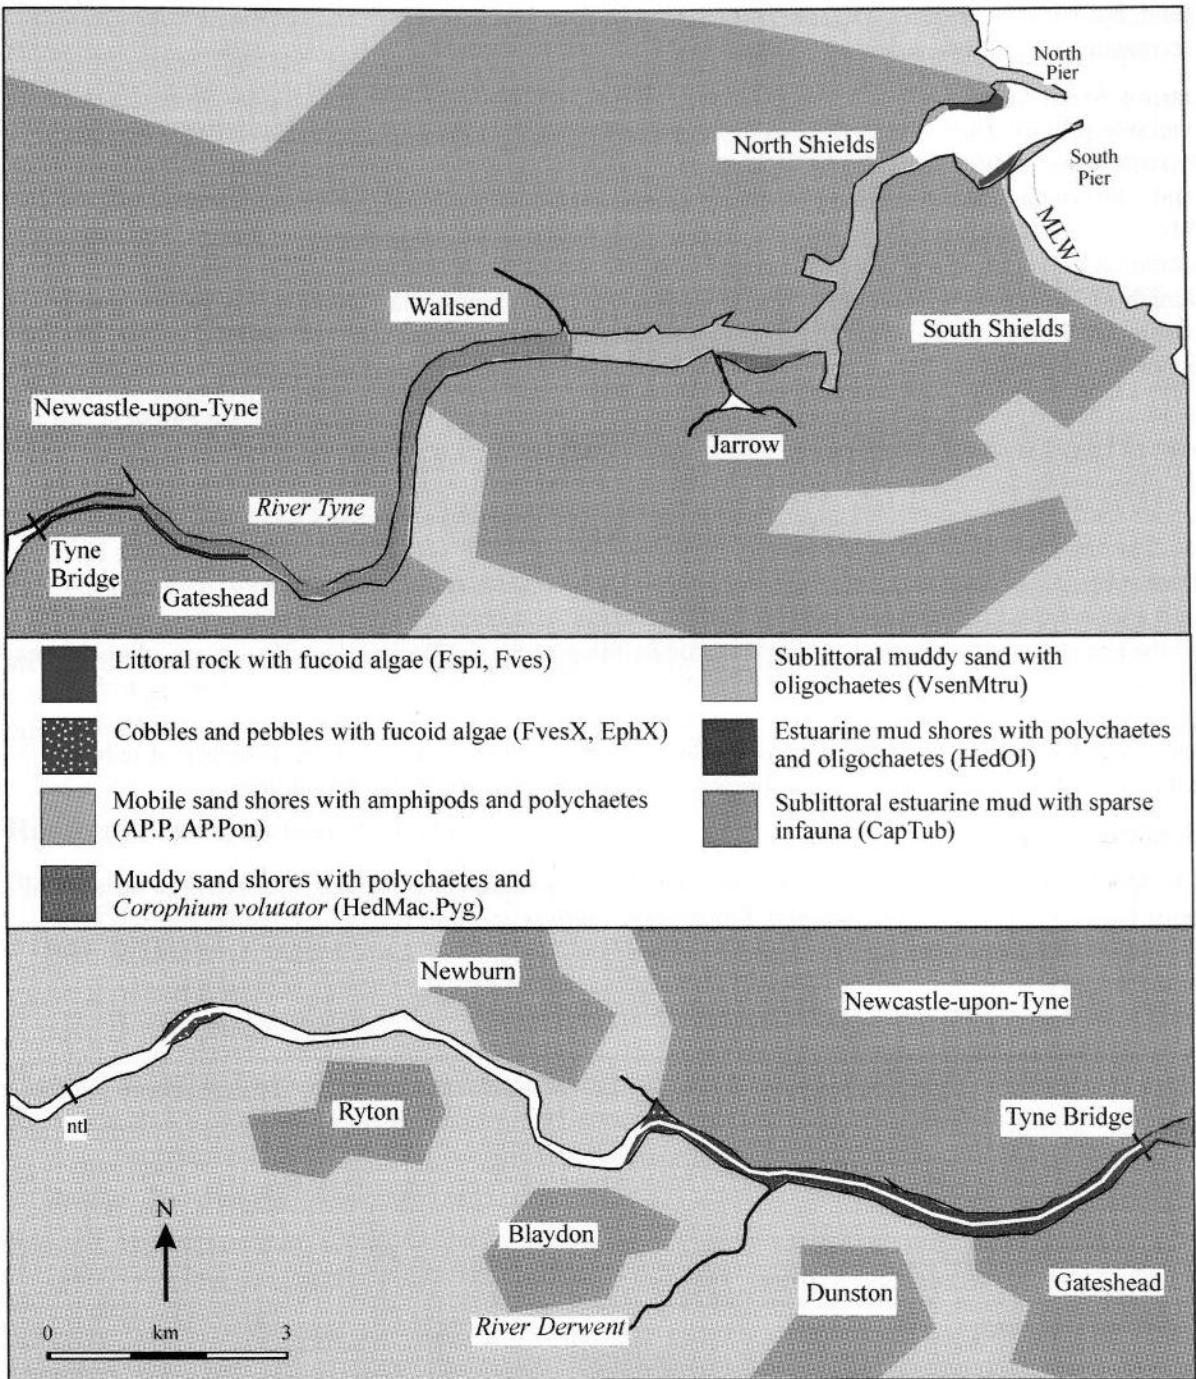 North
Pier
North Shields
South
Pier
MLW
Wallsend
South Shields
Newcastle-upon-Tyne
Jarrow
River Tyne
Tyne
Bridge
Gateshead
Littoral rock with fucoid algae (Fspi, Fves)
Cobbles and pebbles with fucoid algae (FvesX, EphX)
Mobile sand shores with amphipods and polychaetes
(AP.P, AP.Pon)
Muddy sand shores with polychaetes and
Corophium volutator (HedMac.Pyg)
Sublittoral muddy sand with
oligochaetes (VsenMtru)
Estuarine mud shores with polychaetes
and oligochaetes (HedOl)
Sublittoral estuarine mud with sparse
infauna (CapTub)
Newburn
Newcastle-upon-Tyne
ntl
Ryton
Tyne Bridge
N
Blaydon
Dunston
Gateshead
River Derwent
0 km 3